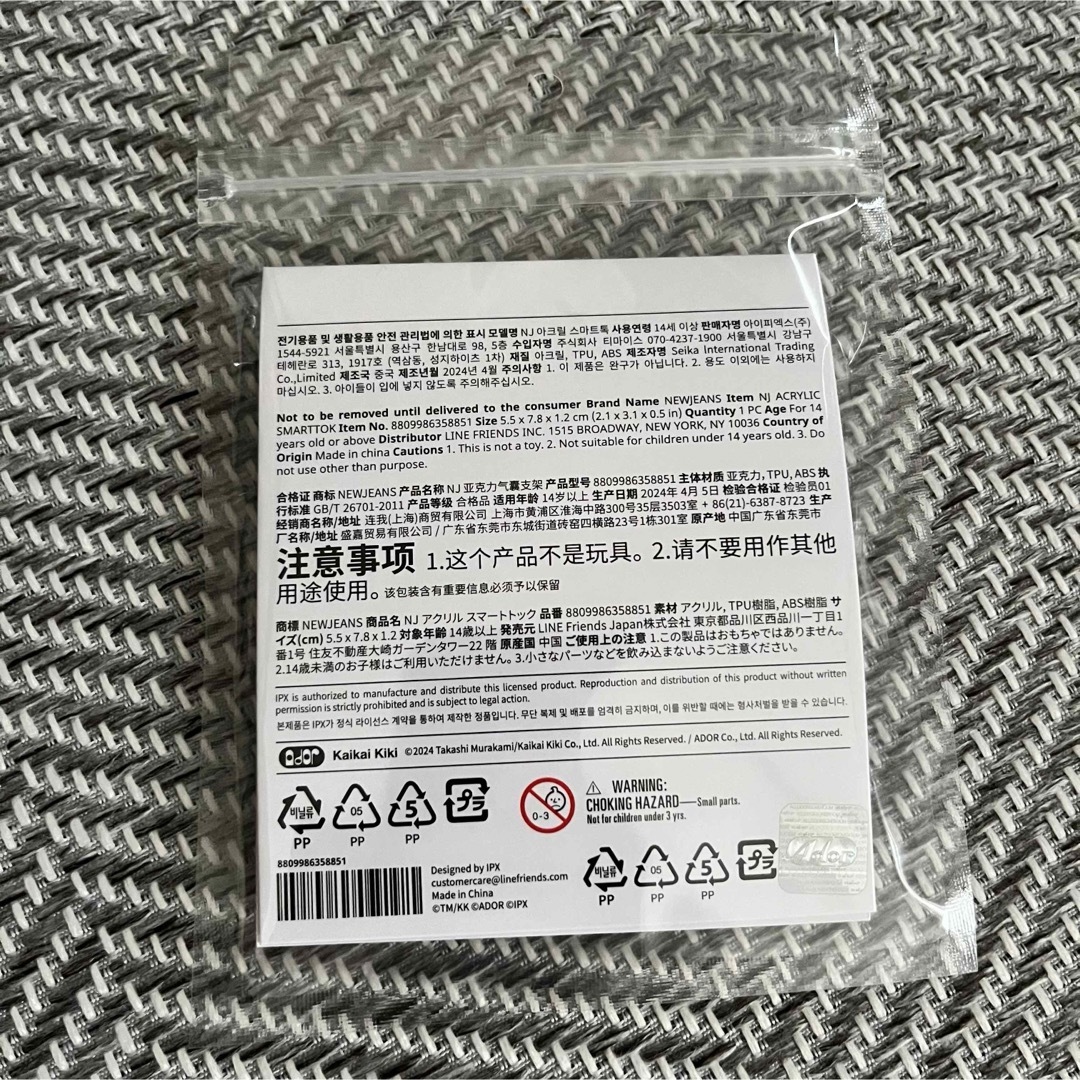 전기용품 및 생활용품 안전 관리법에 의한 표시 모델명 NJ 아크릴 스마트톡 사용연령 14세 이상 판매자명 아이피엑스(주)
1544-5921 서울특별시 용산구 한남대로 98, 5층 수입자명 주식회사 티마이스 070-4237-1900 서울특별시 강남구
테헤란로 313, 1917호 (역삼동, 성지하이츠 1차) 재질 아크릴, TPU, ABS 제조자명 Seika International Trading
Co.,Limited 제조국 중국 제조년월 2024년 4월 주의사항 1. 이 제품은 완구가 아닙니다. 2. 용도 이외에는 사용하지
마십시오. 3. 아이들이 입에 넣지 않도록 주의해주십시오.
Not to be removed until delivered to the consumer Brand Name NEWJEANS Item NJ ACRYLIC
SMARTTOK Item No. 8809986358851 Size 5.5 x 7.8 x 1.2 cm (2.1 x 3.1 x 0.5 in) Quantity 1 PC Age For 14
years old or above Distributor LINE FRIENDS INC. 1515 BROADWAY, NEW YORK, NY 10036 Country of
Origin Made in china Cautions 1. This is not a toy. 2. Not suitable for children under 14 years old. 3. Do
not use other than purpose.
合格证 商标 NEWJEANS 产品名称 NJ 亚克力气囊支架 产品型号 8809986358851 主体材质 亚克力, TPU, ABS 执
行标准 GB/T 26701-2011 产品等级 合格品 适用年龄 14岁以上 生产日期 2024年 4月 5日 检验合格证 检验员01
经销商名称/地址 连我(上海)商贸有限公司 上海市黄浦区淮海中路300号35层3503室 + 86(21)-6387-8723 生产
厂名称/地址 盛嘉贸易有限公司 / 广东省东莞市东城街道砖窑四横路23号1栋301室 原产地 中国广东省东莞市
注意事项 1.这个产品不是玩具。2.请不要用作其他
用途使用。该包装含有重要信息必须予以保留
商標 NEWJEANS 商品名 NJ アクリル スマートトック 品番 8809986358851 素材 アクリル, TPU樹脂, ABS樹脂 サ
イズ(cm) 5.5 x 7.8 x 1.2 対象年齢 14歳以上 発売元 LINE Friends Japan株式会社 東京都品川区西品川一丁目1
番1号 住友不動産大崎ガーデンタワー22 階 原産国 中国 ご使用上の注意 1.この製品はおもちゃではありません。
2.14歳未満のお子様はご利用いただけません。3.小さなパーツなどを飲み込まないようご注意ください。
IPX is authorized to manufacture and distribute this licensed product. Reproduction and distribution of this product without written
permission is strictly prohibited and is subject to legal action.
본제품은 IPX가 정식 라이선스 계약을 통하여 제작한 정품입니다. 무단 복제 및 배포를 엄격히 금지하며, 이를 위반할 때에는 형사처벌을 받을 수 있습니다.
ador Kaikai Kiki ©2024 Takashi Murakami/Kaikai Kiki Co., Ltd. All Rights Reserved. / ADOR Co., Ltd. All Rights Reserved.
비닐류 05 5 プラ
PP PP PP
0-3
WARNING:
CHOKING HAZARD—Small parts.
Not for children under 3 yrs.
8809986358851
Designed by IPX
customercare@linefriends.com
Made in China
©TM/KK ©ADOR ©IPX
비닐류 05 5 プラ
PP PP PP
ador